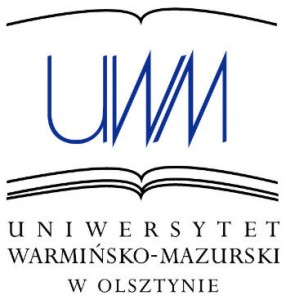 UWM
UNIWERSYTET
WARMIŃSKO-MAZURSKI
W OLSZTYNIE